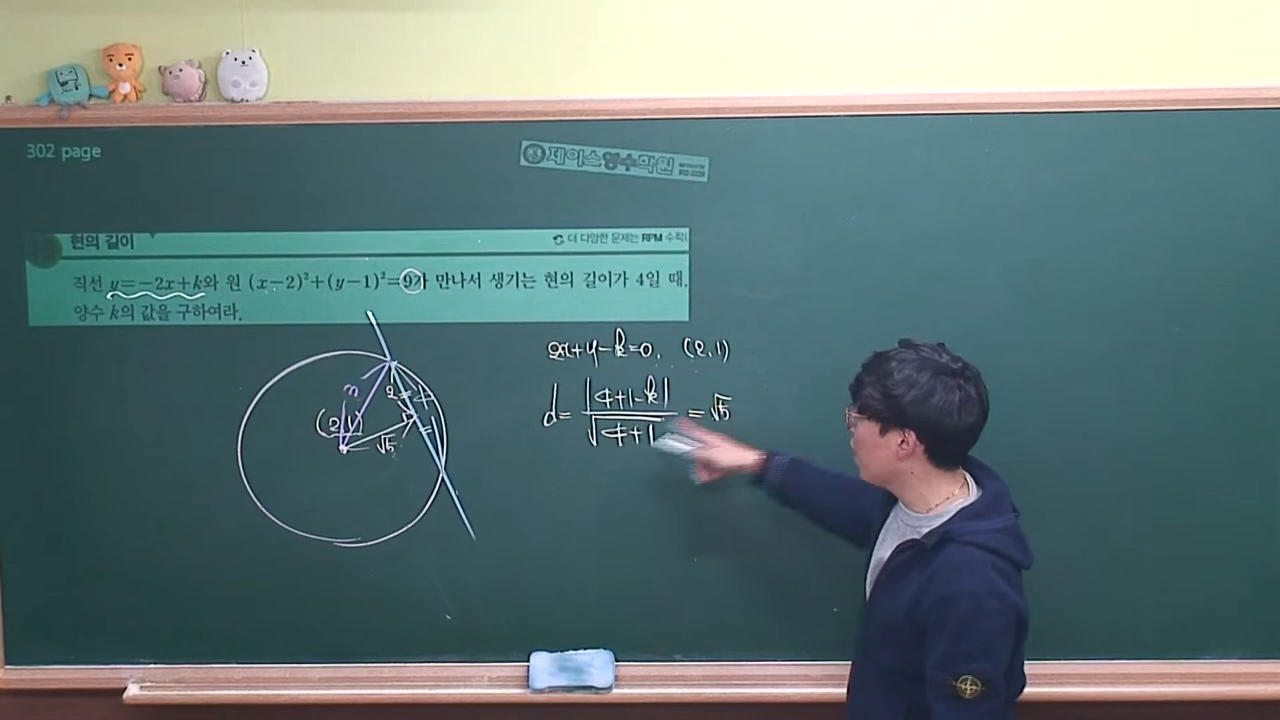 302 page
제이스영수학원
현의 길이
더 다양한 문제는 RPM 수학(
직선 y=-2x+k와 원 (x-2)²+(y-1)²=9가 만나서 생기는 현의 길이가 4일 때,
양수 k의 값을 구하여라.
2x+y-k=0. (2,1)
d= |4+1-k| / √4+1 = √5
3
2
4
(2,1)
√5